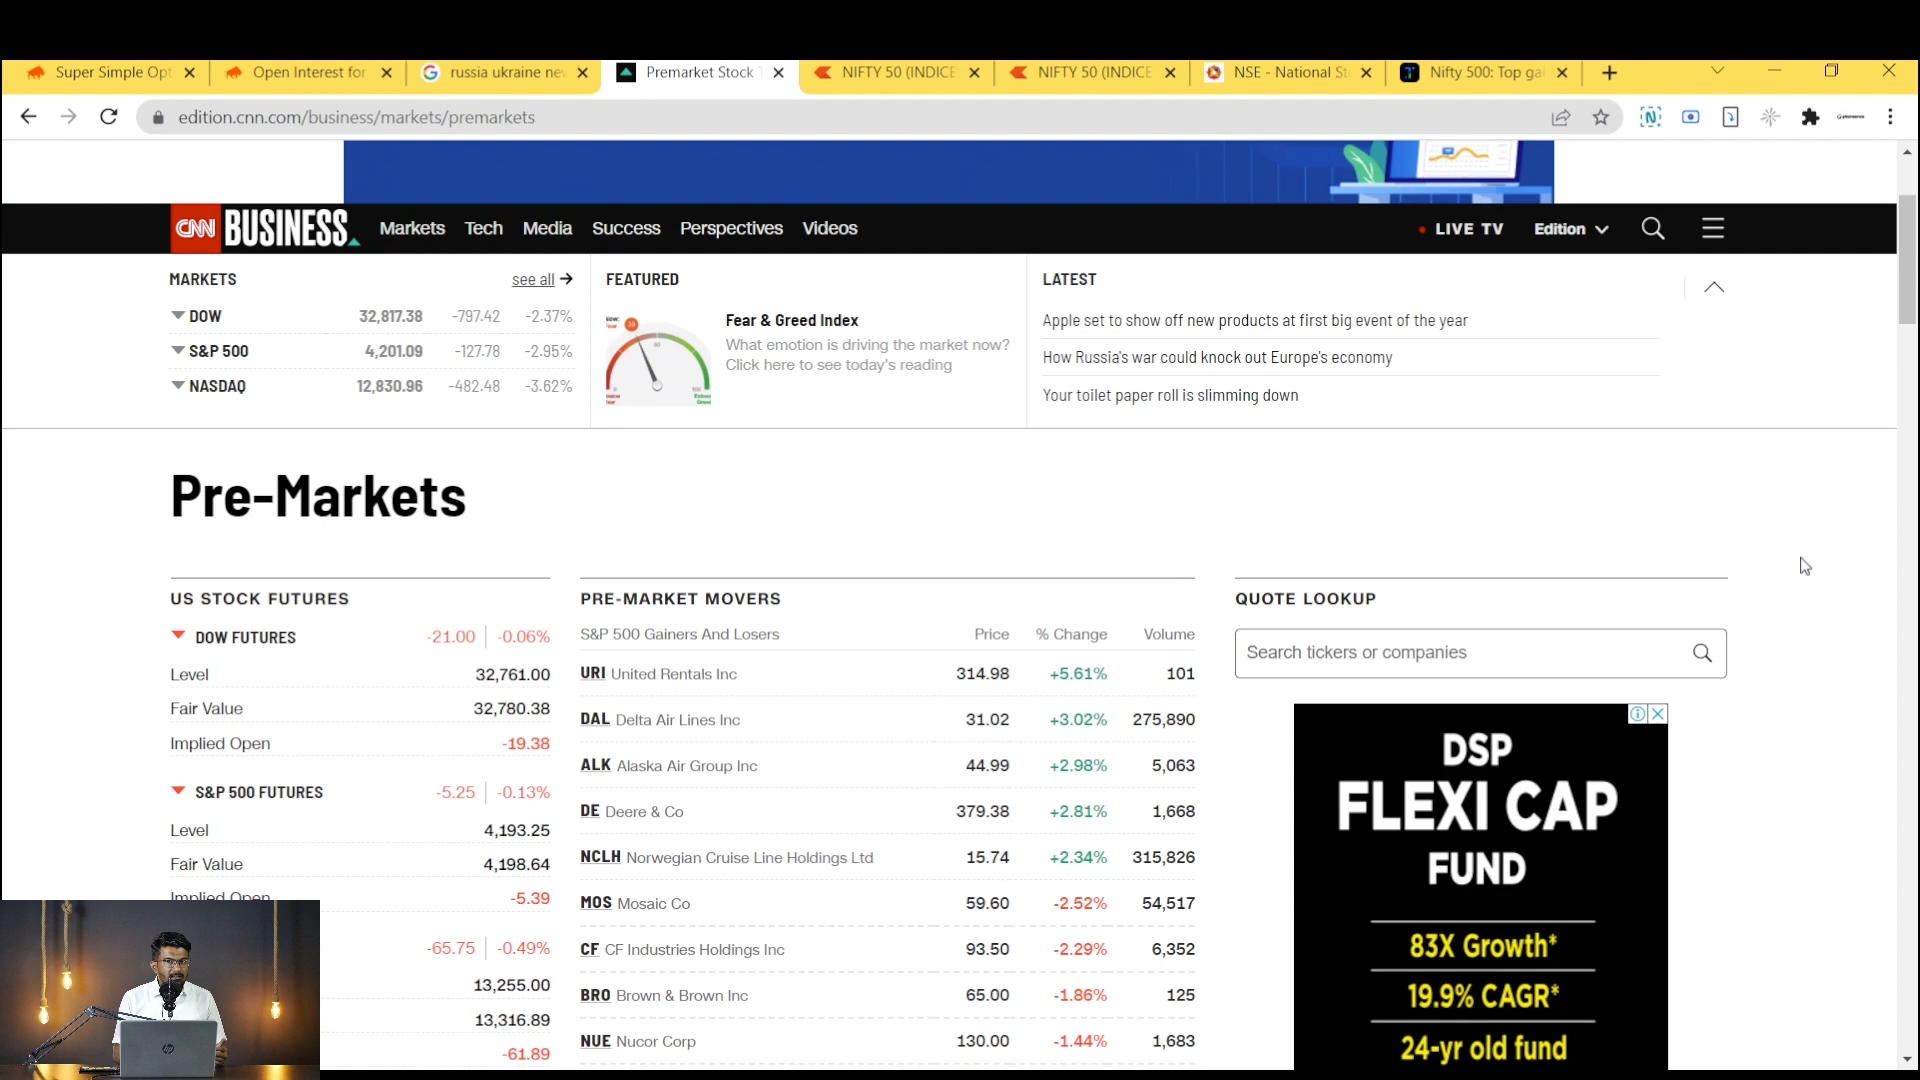 Super Simple Opt
Open Interest for
russia ukraine nev
Premarket Stock T
NIFTY 50 (INDICE
NIFTY 50 (INDICE
NSE - National St
Nifty 500: Top gai
edition.cnn.com/business/markets/premarkets
CNN BUSINESS
Markets Tech Media Success Perspectives Videos
LIVE TV
Edition
MARKETS
see all
DOW 32,817.38 -797.42 -2.37%
S&P 500 4,201.09 -127.78 -2.95%
NASDAQ 12,830.96 -482.48 -3.62%
FEATURED
Fear & Greed Index
What emotion is driving the market now?
Click here to see today's reading
LATEST
Apple set to show off new products at first big event of the year
How Russia's war could knock out Europe's economy
Your toilet paper roll is slimming down
Pre-Markets
US STOCK FUTURES
DOW FUTURES -21.00 -0.06%
Level 32,761.00
Fair Value 32,780.38
Implied Open -19.38
S&P 500 FUTURES -5.25 -0.13%
Level 4,193.25
Fair Value 4,198.64
Implied Open -5.39
-65.75 -0.49%
13,255.00
13,316.89
-61.89
PRE-MARKET MOVERS
S&P 500 Gainers And Losers Price % Change Volume
URI United Rentals Inc 314.98 +5.61% 101
DAL Delta Air Lines Inc 31.02 +3.02% 275,890
ALK Alaska Air Group Inc 44.99 +2.98% 5,063
DE Deere & Co 379.38 +2.81% 1,668
NCLH Norwegian Cruise Line Holdings Ltd 15.74 +2.34% 315,826
MOS Mosaic Co 59.60 -2.52% 54,517
CF CF Industries Holdings Inc 93.50 -2.29% 6,352
BRO Brown & Brown Inc 65.00 -1.86% 125
NUE Nucor Corp 130.00 -1.44% 1,683
QUOTE LOOKUP
Search tickers or companies
DSP
FLEXI CAP
FUND
83X Growth*
19.9% CAGR*
24-yr old fund
hp